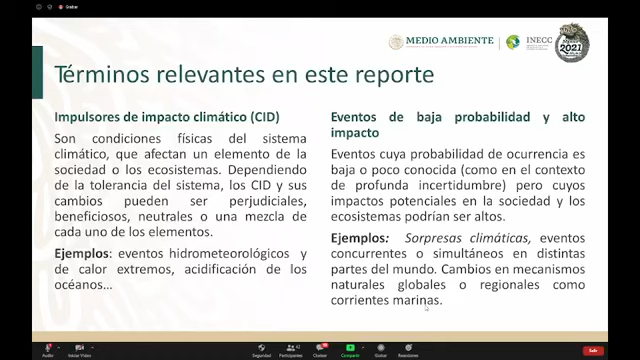 Grabar
MEDIO AMBIENTE
INECC
México
2021
Términos relevantes en este reporte
Impulsores de impacto climático (CID)
Son condiciones físicas del sistema
climático, que afectan un elemento de la
sociedad o los ecosistemas. Dependiendo
de la tolerancia del sistema, los CID y sus
cambios pueden ser perjudiciales,
beneficiosos, neutrales o una mezcla de
cada uno de los elementos.
Ejemplos: eventos hidrometeorológicos y
de calor extremos, acidificación de los
océanos...
Eventos de baja probabilidad y alto
impacto
Eventos cuya probabilidad de ocurrencia es
baja o poco conocida (como en el contexto
de profunda incertidumbre) pero cuyos
impactos potenciales en la sociedad y los
ecosistemas podrían ser altos.
Ejemplos: Sorpresas climáticas, eventos
concurrentes o simultáneos en distintas
partes del mundo. Cambios en mecanismos
naturales globales o regionales como
corrientes marinas.
Audio Iniciar Video Seguridad Participantes Chatear Compartir Grabar Reacciones Salir